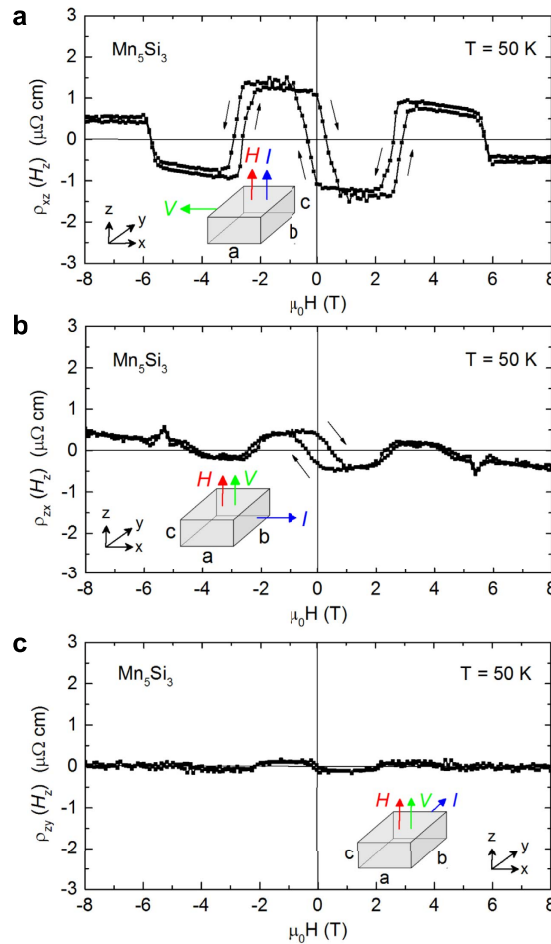 a
Mn₅Si₃
T = 50 K
ρxz (Hz) (μΩ cm)
3
2
1
0
-1
-2
-3
H
I
V
c
b
a
z
y
x
-8 -6 -4 -2 0 2 4 6 8
μ₀H (T)
b
Mn₅Si₃
T = 50 K
ρzx (Hz) (μΩ cm)
3
2
1
0
-1
-2
-3
H
V
I
c
b
a
z
y
x
-8 -6 -4 -2 0 2 4 6 8
μ₀H (T)
c
Mn₅Si₃
T = 50 K
ρzy (Hz) (μΩ cm)
3
2
1
0
-1
-2
-3
H
V
I
c
b
a
z
y
x
-8 -6 -4 -2 0 2 4 6 8
μ₀H (T)